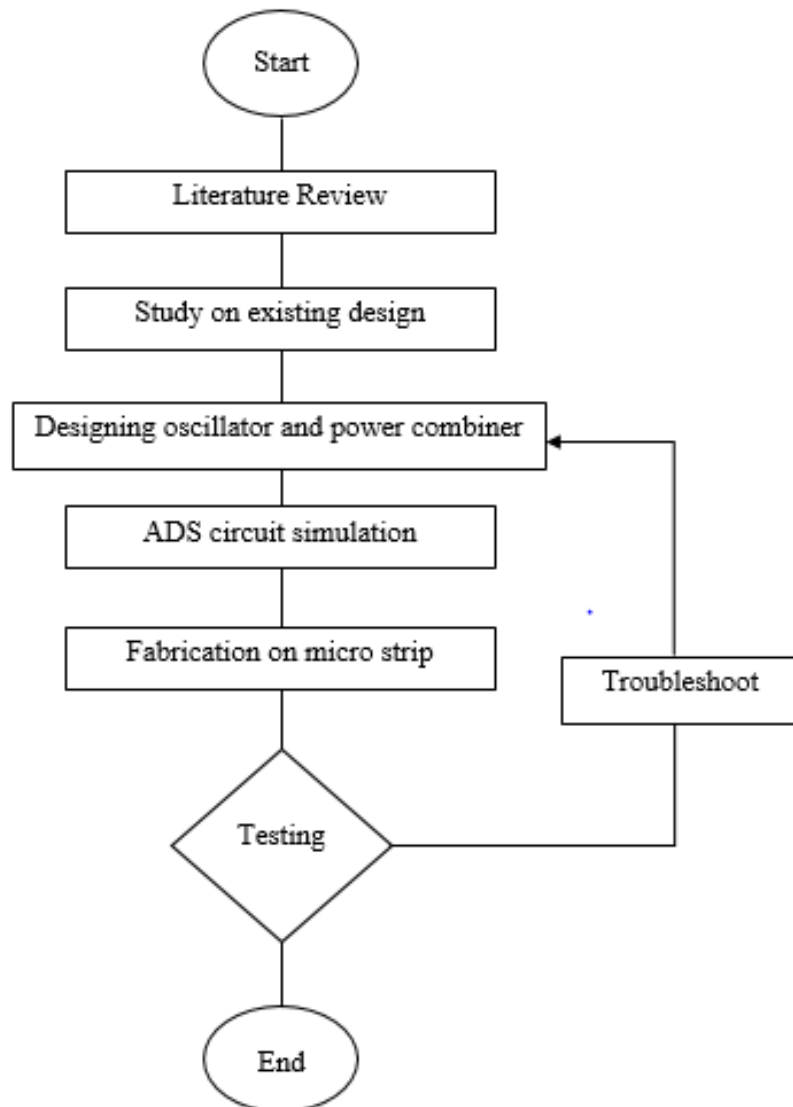 Start
Literature Review
Study on existing design
Designing oscillator and power combiner
ADS circuit simulation
Fabrication on micro strip
Troubleshoot
Testing
End